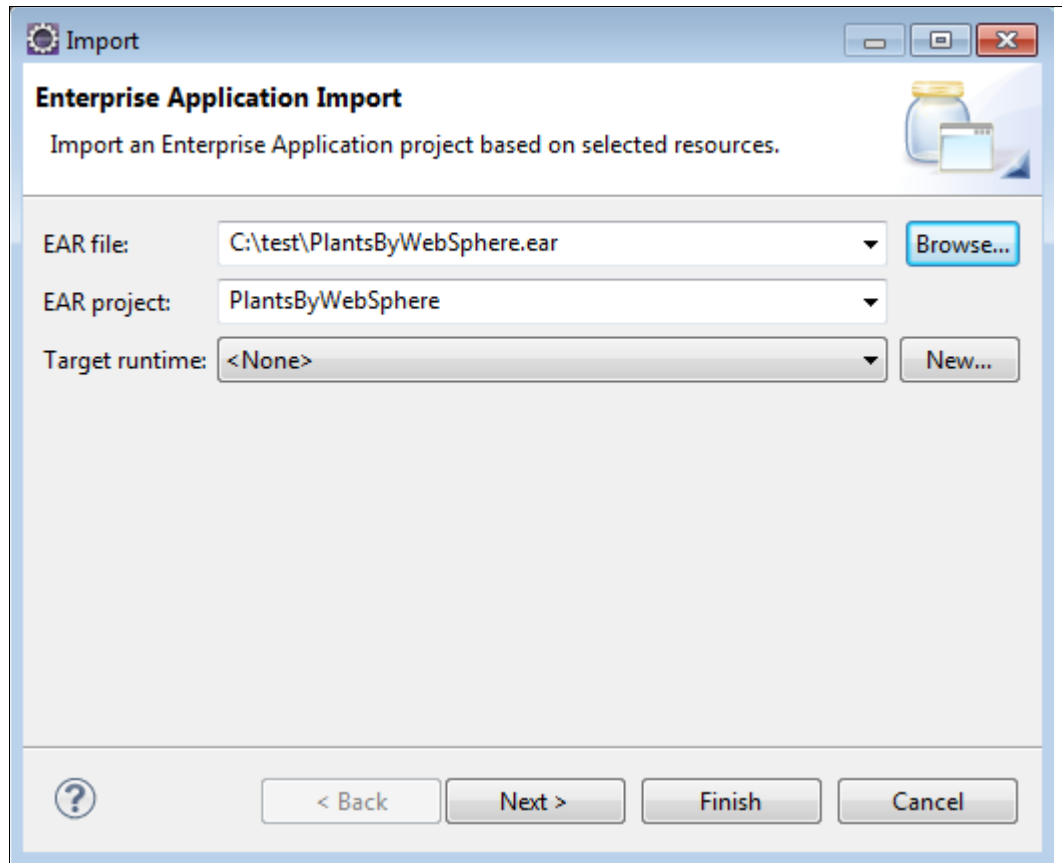 Import
Enterprise Application Import
Import an Enterprise Application project based on selected resources.
EAR file: C:\test\PlantsByWebSphere.ear Browse...
EAR project: PlantsByWebSphere
Target runtime: <None> New...
? < Back Next > Finish Cancel